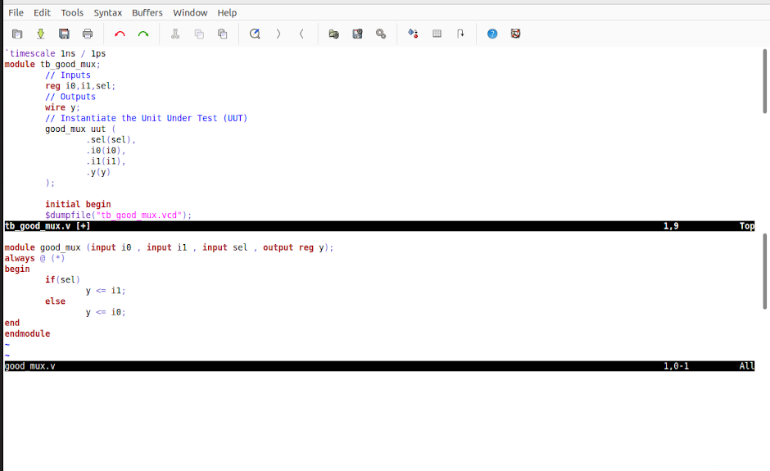 File Edit Tools Syntax Buffers Window Help
`timescale 1ns / 1ps
module tb_good_mux;
// Inputs
reg i0,i1,sel;
// Outputs
wire y;
// Instantiate the Unit Under Test (UUT)
good_mux uut (
.sel(sel),
.i0(i0),
.i1(i1),
.y(y)
);
initial begin
$dumpfile("tb_good_mux.vcd");
tb_good_mux.v [+] 1,9 Top
module good_mux (input i0 , input i1 , input sel , output reg y);
always @ (*)
begin
if(sel)
y <= i1;
else
y <= i0;
end
endmodule
~
~
good_mux.v 1,0-1 All